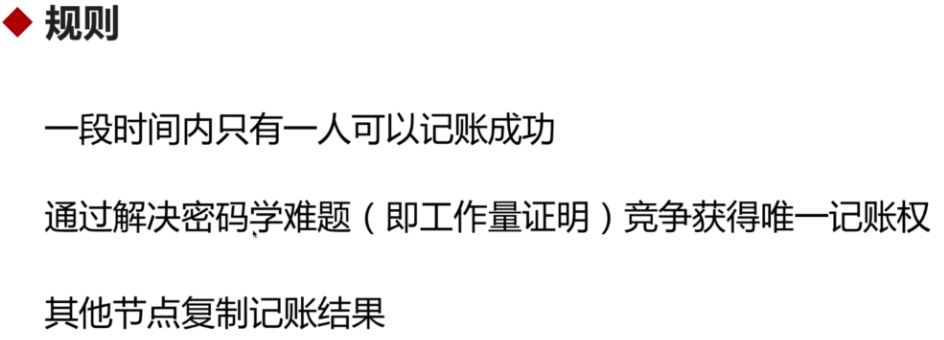 规则
一段时间内只有一人可以记账成功
通过解决密码学难题（即工作量证明）竞争获得唯一记账权
其他节点复制记账结果